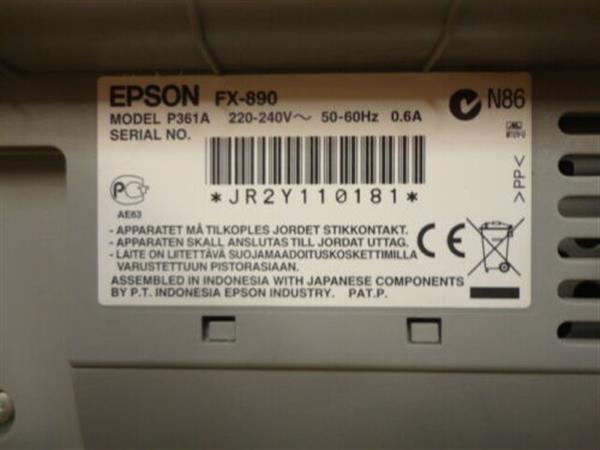 EPSON FX-890
N86
MODEL P361A 220-240V～ 50-60Hz 0.6A
SERIAL NO.
*JR2Y110181*
>PP<
AE63
- APPARATET MÅ TILKOPLES JORDET STIKKONTAKT.
- APPARATEN SKALL ANSLUTAS TILL JORDAT UTTAG.
- LAITE ON LIITETTÄVÄ SUOJAMAADOITUSKOSKETTIMILLA
VARUSTETTUUN PISTORASIAAN.
CE
ASSEMBLED IN INDONESIA WITH JAPANESE COMPONENTS
BY P.T. INDONESIA EPSON INDUSTRY. PAT.P.